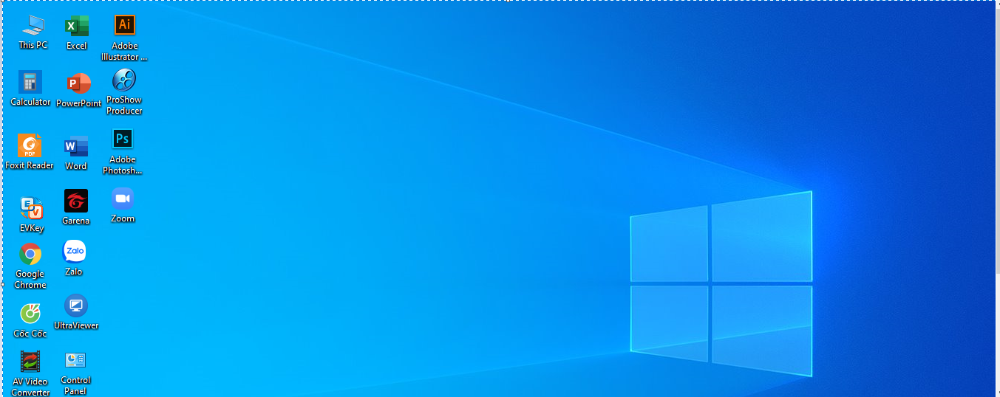 This PC
Excel
Adobe
Illustrator ...
Ai
Calculator
PowerPoint
P
ProShow
Producer
Foxit Reader
PDF
Word
W
Adobe
Photosh...
Ps
EVKey
E
V
Garena
Zoom
Google
Chrome
Zalo
Zalo
Cốc Cốc
UltraViewer
AV Video
Converter
Control
Panel
X